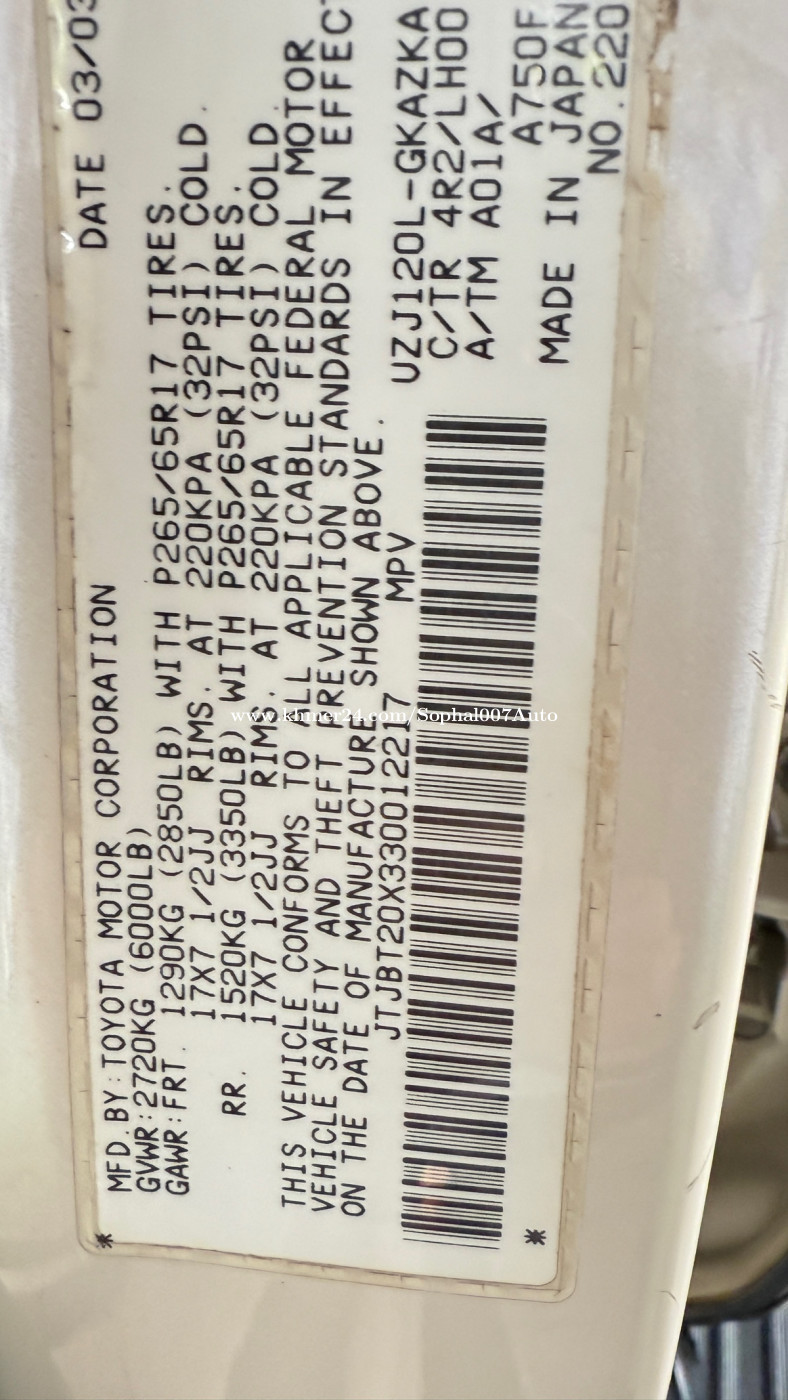 DATE 03/03
MFD. BY: TOYOTA MOTOR CORPORATION
GVWR: 2720KG (6000LB)
GAWR: FRT. 1290KG (2850LB) WITH P265/65R17 TIRES.
17X7 1/2JJ RIMS. AT 220KPA (32PSI) COLD.
RR. 1520KG (3350LB) WITH P265/65R17 TIRES.
17X7 1/2JJ RIMS. AT 220KPA (32PSI) COLD.
THIS VEHICLE CONFORMS TO ALL APPLICABLE FEDERAL MOTOR
VEHICLE SAFETY AND THEFT PREVENTION STANDARDS IN EFFECT
ON THE DATE OF MANUFACTURE SHOWN ABOVE.
JTJBT20X330012217 MPV
UZJ120L-GKAZKA
C/TR 4R2/LH00
A/TM A01A/
A750F
MADE IN JAPAN
NO.220
www.khmer24.com/Sophal007Auto